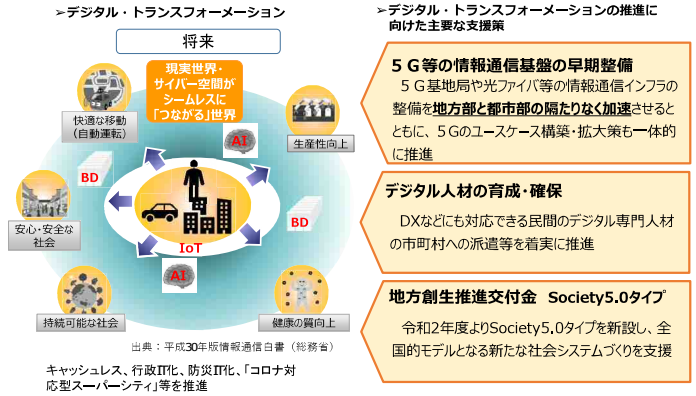 ➢デジタル・トランスフォーメーション
将来
現実世界・
サイバー空間が
シームレスに
「つながる」世界
快適な移動
(自動運転)
AI
生産性向上
BD
BD
安心・安全な
社会
IoT
AI
持続可能な社会
健康の質向上
出典：平成30年版情報通信白書（総務省）
キャッシュレス、行政IT化、防災IT化、「コロナ対
応型スーパーシティ」等を推進
➢デジタル・トランスフォーメーションの推進に
向けた主要な支援策
５Ｇ等の情報通信基盤の早期整備
５Ｇ基地局や光ファイバ等の情報通信インフラの
整備を地方部と都市部の隔たりなく加速させると
ともに、５Gのユースケース構築・拡大策も一体的
に推進
デジタル人材の育成・確保
DXなどにも対応できる民間のデジタル専門人材
の市町村への派遣等を着実に推進
地方創生推進交付金 Society5.0タイプ
令和２年度よりSociety5.0タイプを新設し、全
国的モデルとなる新たな社会システムづくりを支援